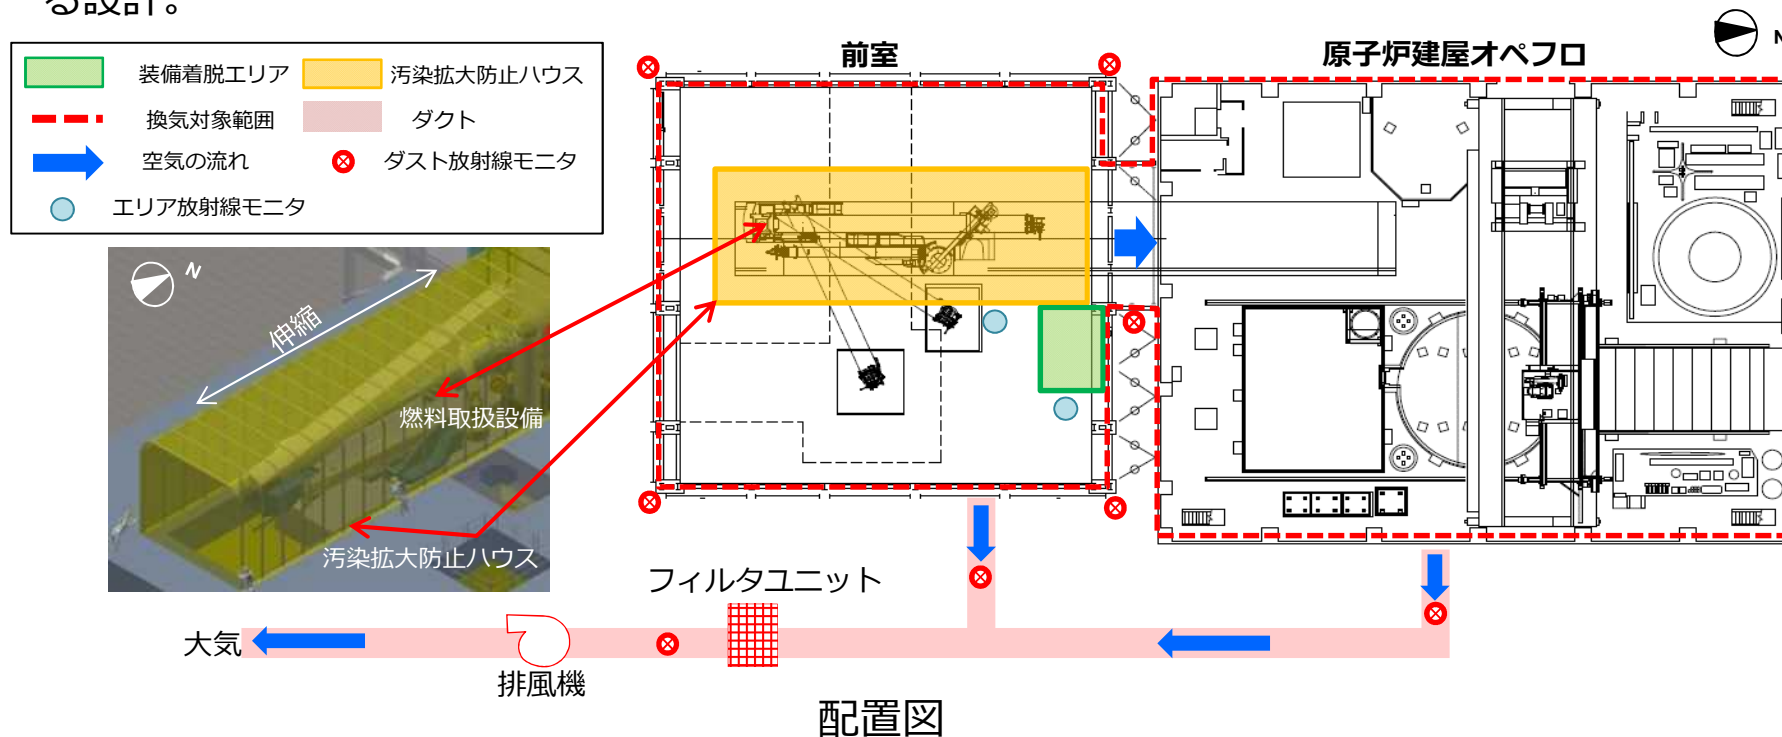 る設計。
N
前室
原子炉建屋オペフロ
装備着脱エリア
汚染拡大防止ハウス
換気対象範囲
ダクト
空気の流れ
ダスト放射線モニタ
エリア放射線モニタ
N
伸縮
燃料取扱設備
汚染拡大防止ハウス
フィルタユニット
大気
排風機
配置図